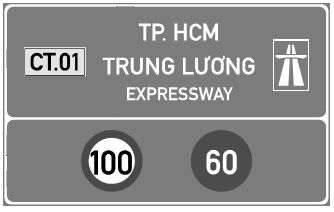 CT.01
TP. HCM
TRUNG LƯƠNG
EXPRESSWAY
100
60